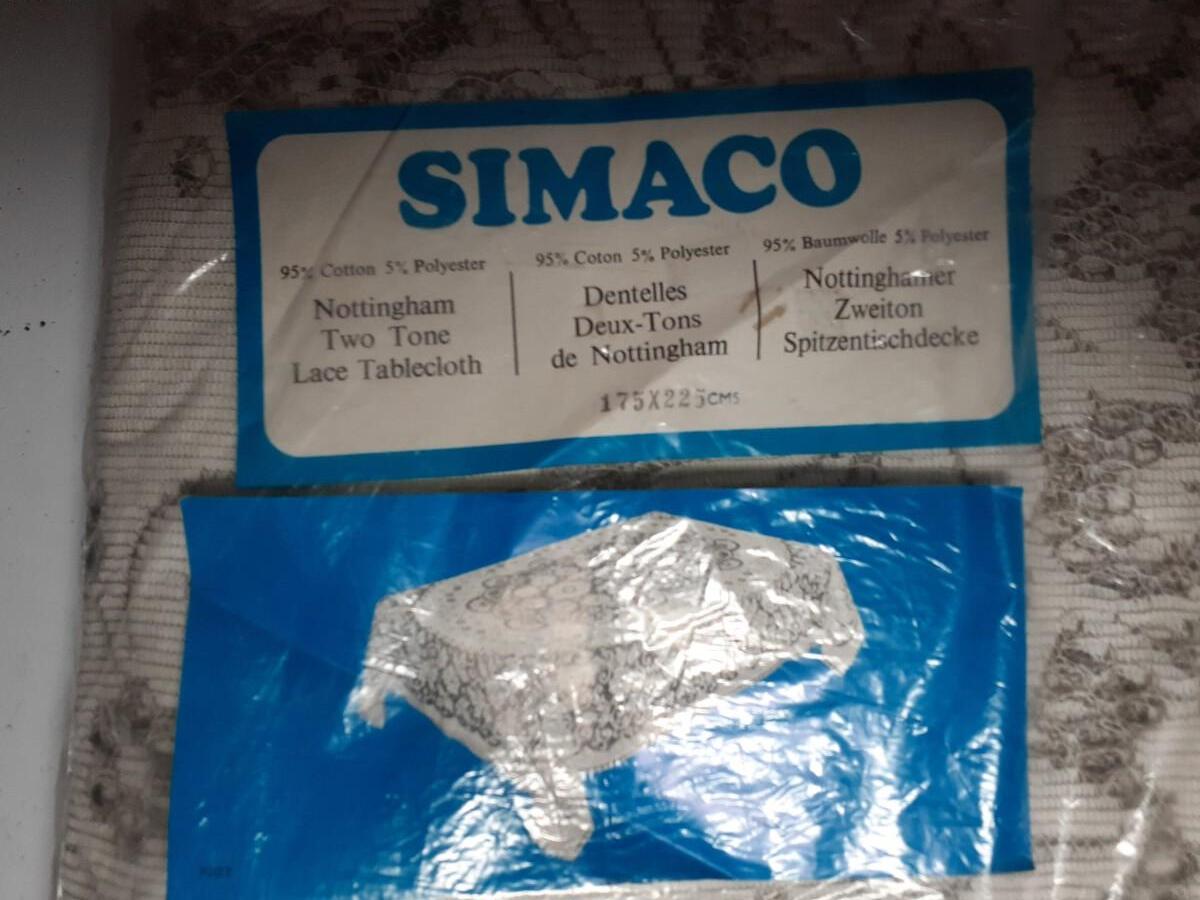 SIMACO
95% Cotton 5% Polyester
Nottingham
Two Tone
Lace Tablecloth
95% Coton 5% Polyester
Dentelles
Deux-Tons
de Nottingham
95% Baumwolle 5% Polyester
Nottinghamer
Zweiton
Spitzentischdecke
175X225CMS